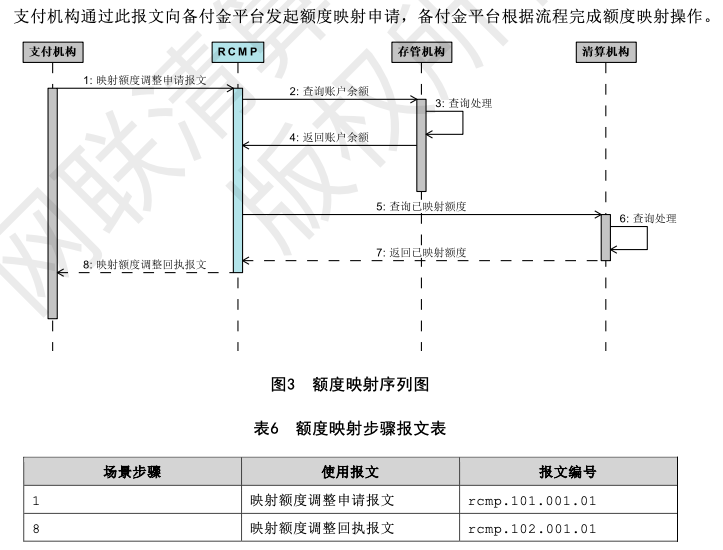 支付机构通过此报文向备付金平台发起额度映射申请，备付金平台根据流程完成额度映射操作。
支付机构 RCMP 存管机构 清算机构
1: 映射额度调整申请报文
2: 查询账户余额
3: 查询处理
4: 返回账户余额
5: 查询已映射额度
6: 查询处理
7: 返回已映射额度
8: 映射额度调整回执报文
图3 额度映射序列图
表6 额度映射步骤报文表
场景步骤 使用报文 报文编号
1 映射额度调整申请报文 rcmp.101.001.01
8 映射额度调整回执报文 rcmp.102.001.01
网联清算
版权所